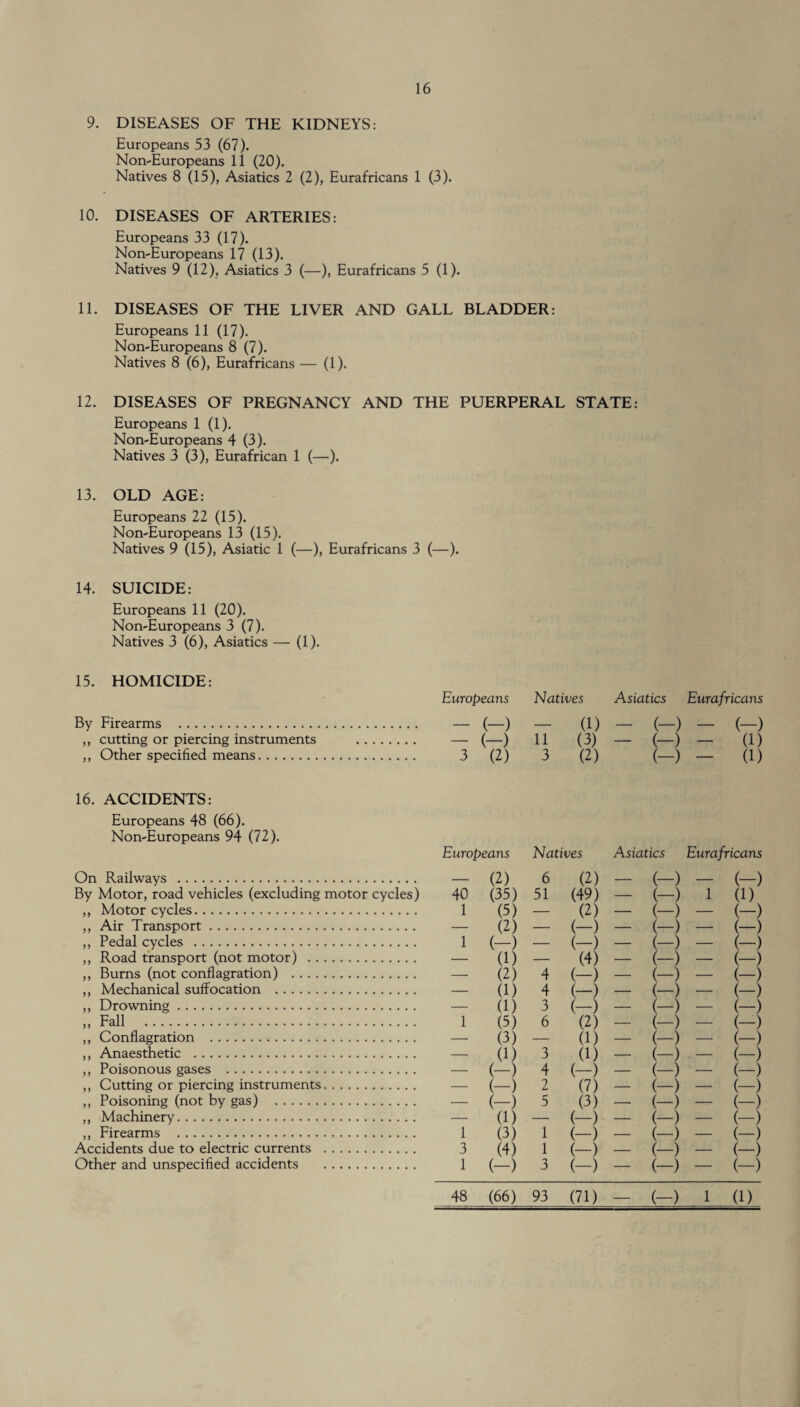 16
9. DISEASES OF THE KIDNEYS:
Europeans 53 (67).
Non-Europeans 11 (20).
Natives 8 (15), Asiatics 2 (2), Eurafricans 1 (3).
10. DISEASES OF ARTERIES:
Europeans 33 (17).
Non-Europeans 17 (13).
Natives 9 (12), Asiatics 3 (—), Eurafricans 5 (1).
11. DISEASES OF THE LIVER AND GALL BLADDER:
Europeans 11 (17).
Non-Europeans 8 (7).
Natives 8 (6), Eurafricans — (1).
12. DISEASES OF PREGNANCY AND THE PUERPERAL STATE:
Europeans 1 (1).
Non-Europeans 4 (3).
Natives 3 (3), Eurafrican 1 (—).
13. OLD AGE:
Europeans 22 (15).
Non-Europeans 13 (15).
Natives 9 (15), Asiatic 1 (—), Eurafricans 3 (—).
14. SUICIDE:
Europeans 11 (20).
Non-Europeans 3 (7).
Natives 3 (6), Asiatics — (1).
15. HOMICIDE:
Europeans Natives Asiatics Eurafricans
By Firearms .......... — (—) — (1) — (—) — (—)
,, cutting or piercing instruments .......... — (—) 11 (3) — (—) — (1)
,, Other specified means.......... 3 (2) 3 (2) (—) — (1)
16. ACCIDENTS:
Europeans 48 (66).
Non-Europeans 94 (72).
Europeans Natives Asiatics Eurafricans
On Railways .......... — (2) 6 (2) — (—) — (—)
By Motor, road vehicles (excluding motor cycles) 40 (35) 51 (49) — (—) 1 (1)
,, Motor cycles.......... 1 (5) — (2) — (—) — (—)
,, Air Transport.......... — (2) — (—) — (—) — (—)
,, Pedal cycles .......... 1 (—) — (—) — (—) — (—)
,, Road transport (not motor) .......... — (1) — (4) — (—) — (—)
,, Burns (not conflagration) .......... — (2) 4 (—) — (—) — (—)
,, Mechanical suffocation .......... — (1) 4 (—) — (—) — (—)
,, Drowning.......... — (1) 3 (—) — (—) — (—)
,, Fall .......... 1 (5) 6 (2) — (—) — (—)
,, Conflagration .......... — (3) — (1) — (—) — (—)
,, Anaesthetic .......... — (1) 3 (1) — (—) — (—)
,, Poisonous gases .......... — (—) 4 (—) — (—) — (—)
,, Cutting or piercing instruments.......... — (—) 2 (7) — (—) — (—)
,, Poisoning (not by gas) .......... — (—) 5 (3) — (—) — (—)
,, Machinery.......... — (1) — (—) — (—) — (—)
,, Firearms .......... 1 (3) 1 (—) — (—) — (—)
Accidents due to electric currents .......... 3 (4) 1 (—) — (—) — (—)
Other and unspecified accidents .......... 1 (—) 3 (—) — (—) — (—)
48 (66) 93 (71) — (—) 1 (1)